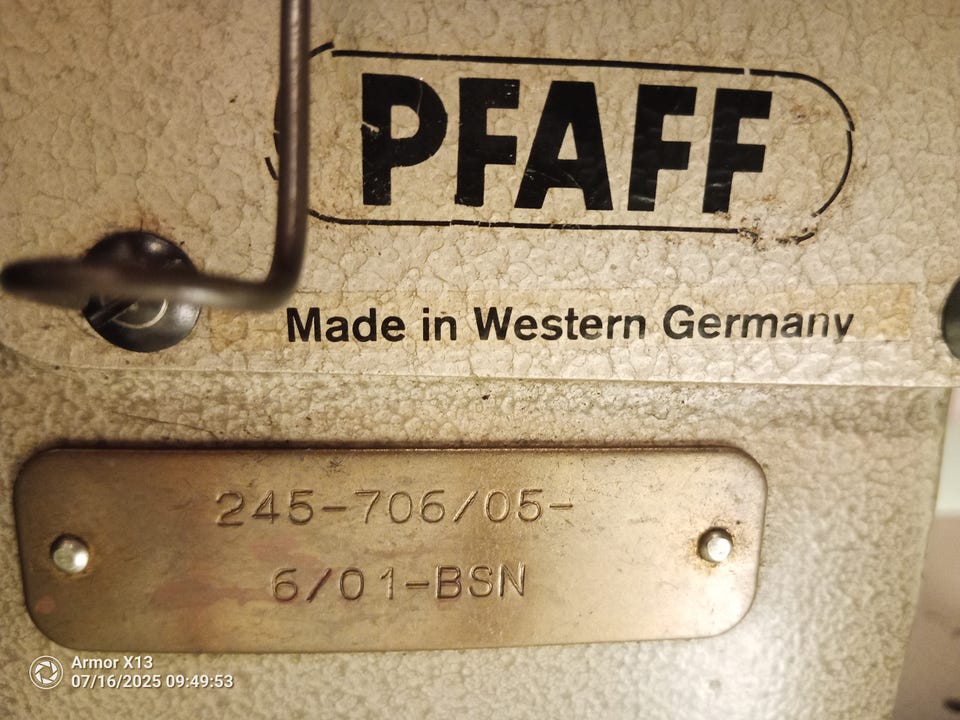 PFAFF
Made in Western Germany
245-706/05-
6/01-BSN
Armor X13
07/16/2025 09:49:53